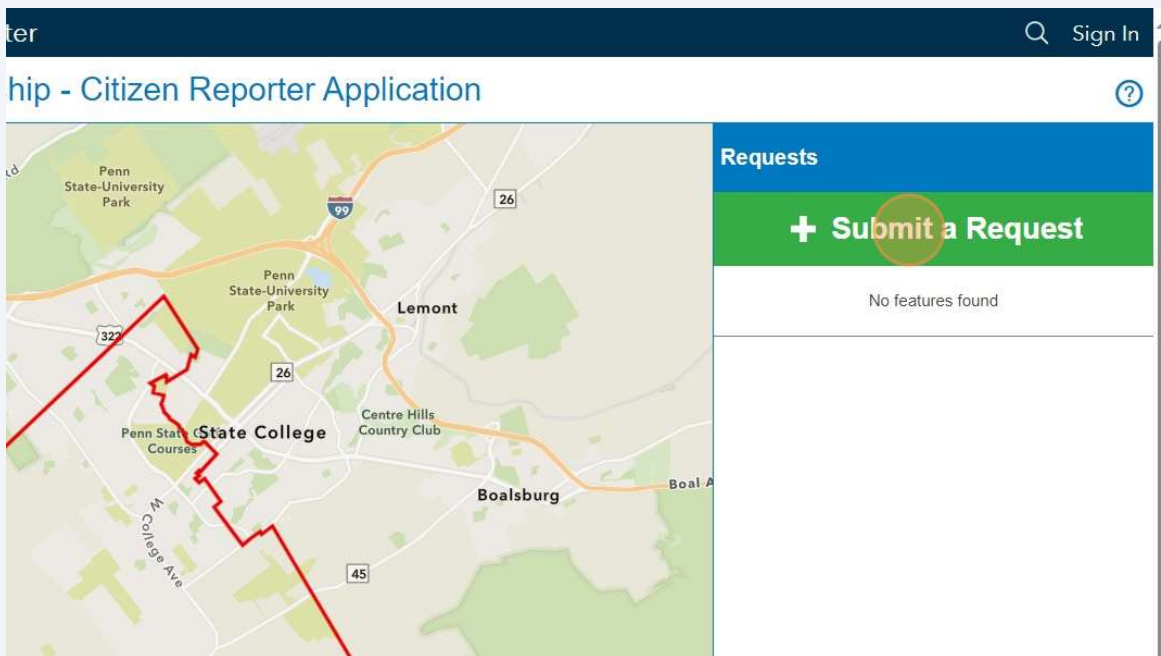 ter
Sign In
hip - Citizen Reporter Application
?
Requests
+ Submit a Request
No features found
Rd
Penn
State-University
Park
99
26
Penn
State-University
Park
Lemont
322
26
Centre Hills
Country Club
State College
Penn State
Courses
Boalsburg
Boal A
W College Ave
45